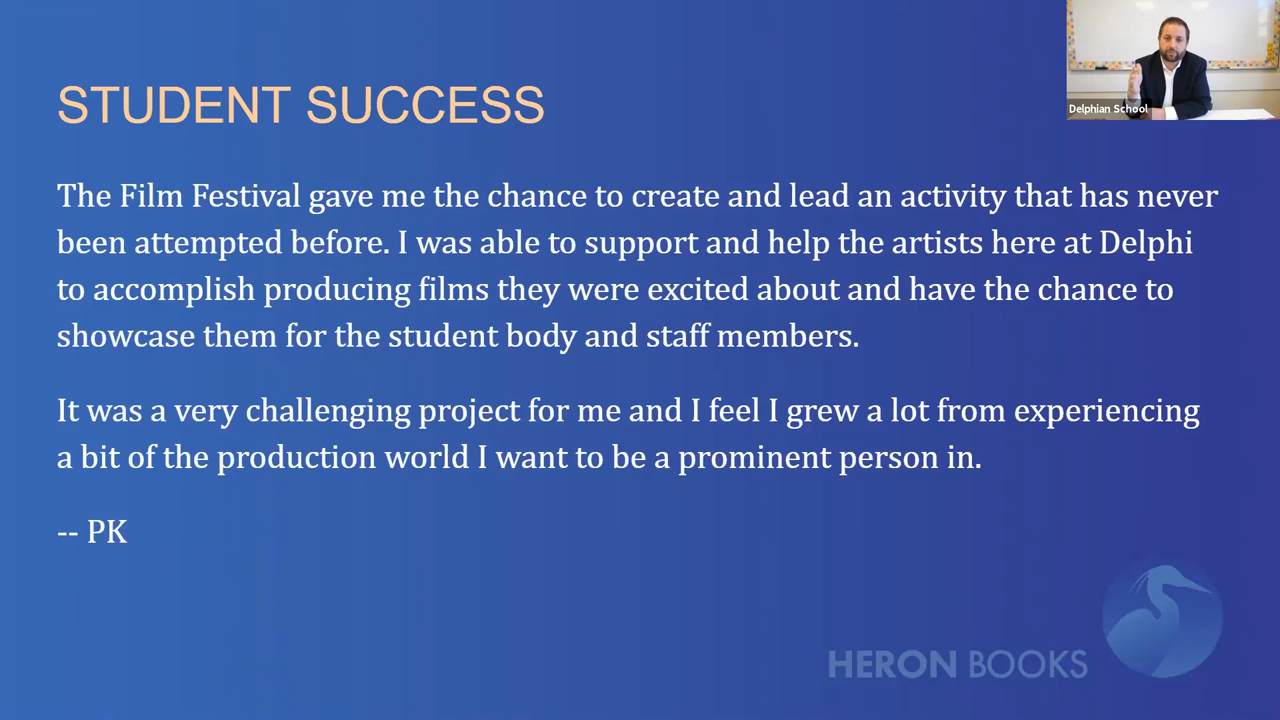 Delphian School
STUDENT SUCCESS
The Film Festival gave me the chance to create and lead an activity that has never
been attempted before. I was able to support and help the artists here at Delphi
to accomplish producing films they were excited about and have the chance to
showcase them for the student body and staff members.
It was a very challenging project for me and I feel I grew a lot from experiencing
a bit of the production world I want to be a prominent person in.
-- PK
HERON BOOKS